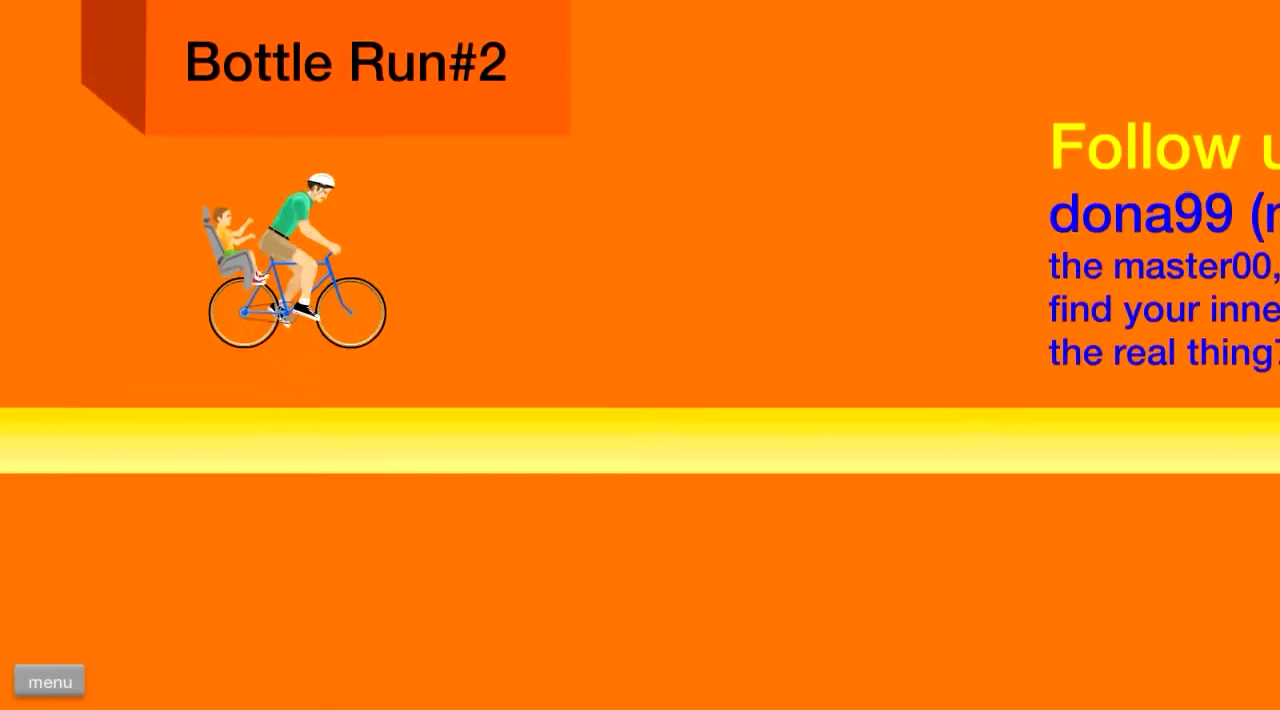 Bottle Run#2
Follow
dona99
the master00,
find your
the real
menu